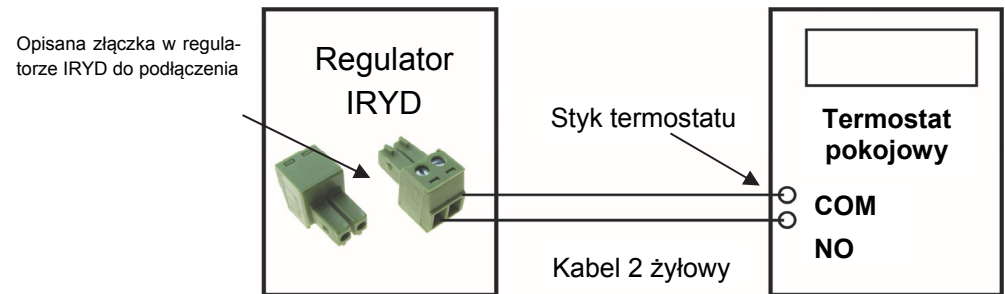 Opisana złączka w regula-
torze IRYD do podłączenia
Regulator
IRYD
Styk termostatu
Kabel 2 żyłowy
Termostat
pokojowy
COM
NO